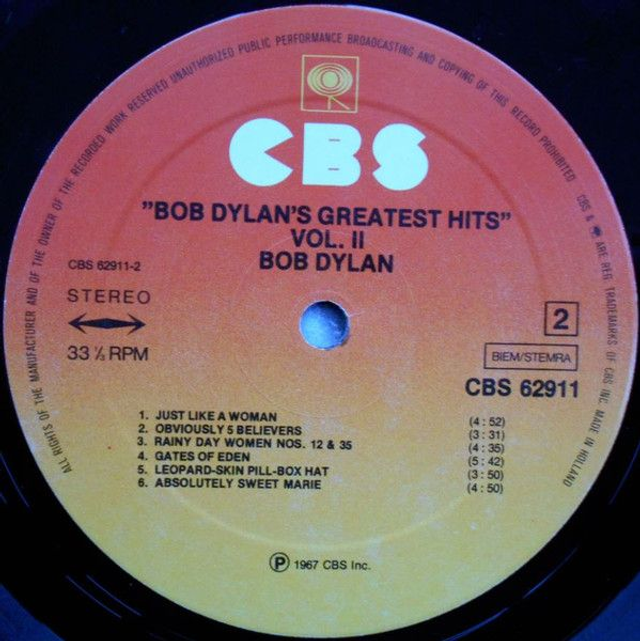 ALL RIGHTS OF THE MANUFACTURER AND OF THE OWNER OF THE RECORDED WORK RESERVED UNAUTHORIZED PUBLIC PERFORMANCE BROADCASTING AND COPYING OF THIS RECORD PROHIBITED CBS & ARE REG. TRADEMARKS OF CBS INC. MADE IN HOLLAND
CBS
"BOB DYLAN'S GREATEST HITS"
VOL. II
BOB DYLAN
CBS 62911-2
STEREO
33 ⅓ RPM
2
BIEM/STEMRA
CBS 62911
1. JUST LIKE A WOMAN (4 : 52)
2. OBVIOUSLY 5 BELIEVERS (3 : 31)
3. RAINY DAY WOMEN NOS. 12 & 35 (4 : 35)
4. GATES OF EDEN (5 : 42)
5. LEOPARD-SKIN PILL-BOX HAT (3 : 50)
6. ABSOLUTELY SWEET MARIE (4 : 50)
Ⓟ 1967 CBS Inc.